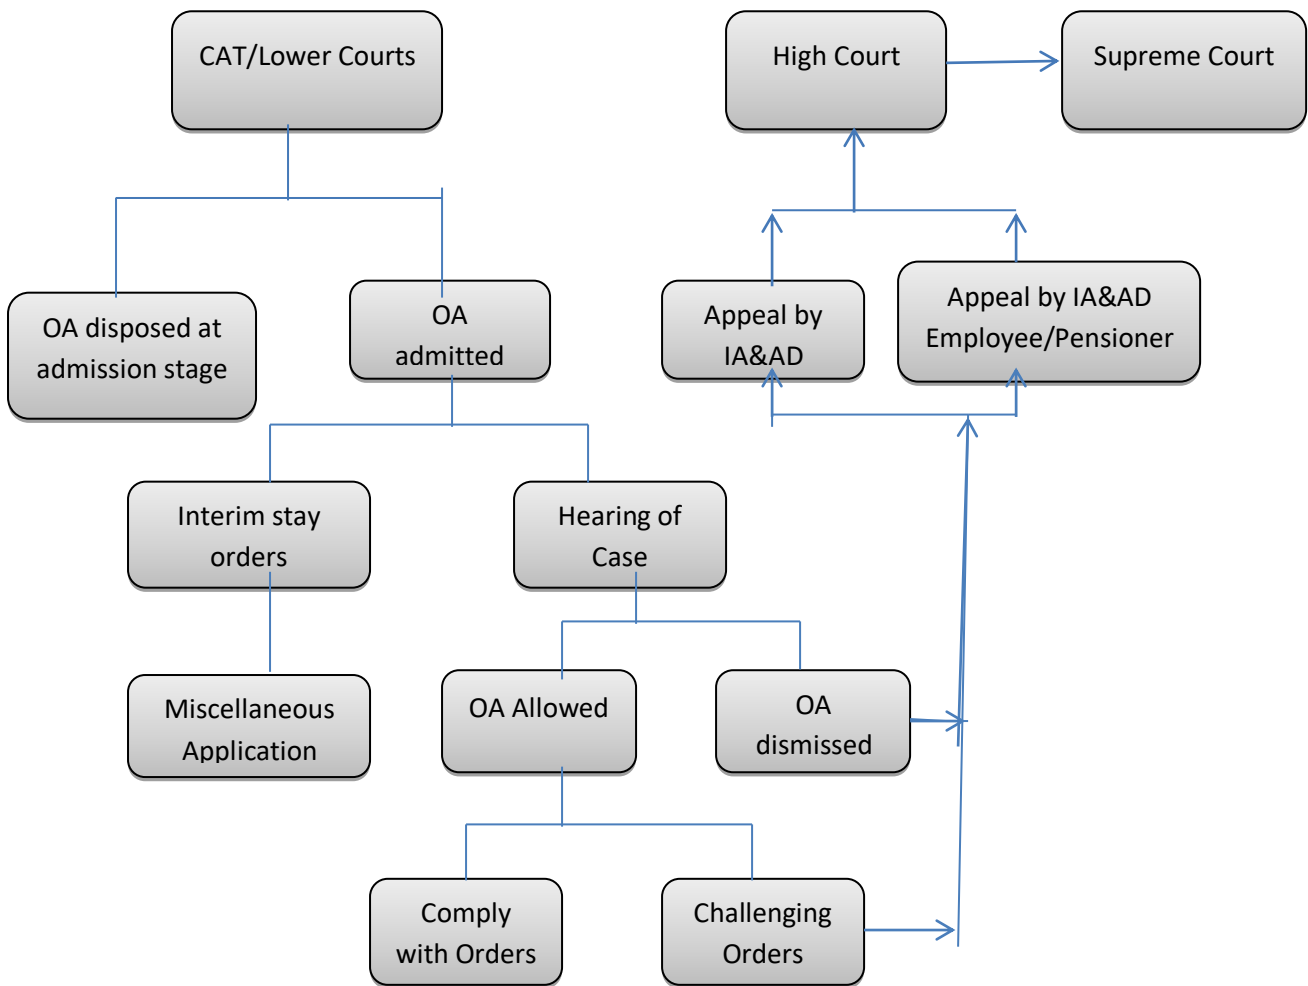 CAT/Lower Courts
High Court
Supreme Court
OA disposed at
admission stage
OA
admitted
Appeal by
IA&AD
Appeal by IA&AD
Employee/Pensioner
Interim stay
orders
Hearing of
Case
Miscellaneous
Application
OA Allowed
OA
dismissed
Comply
with Orders
Challenging
Orders